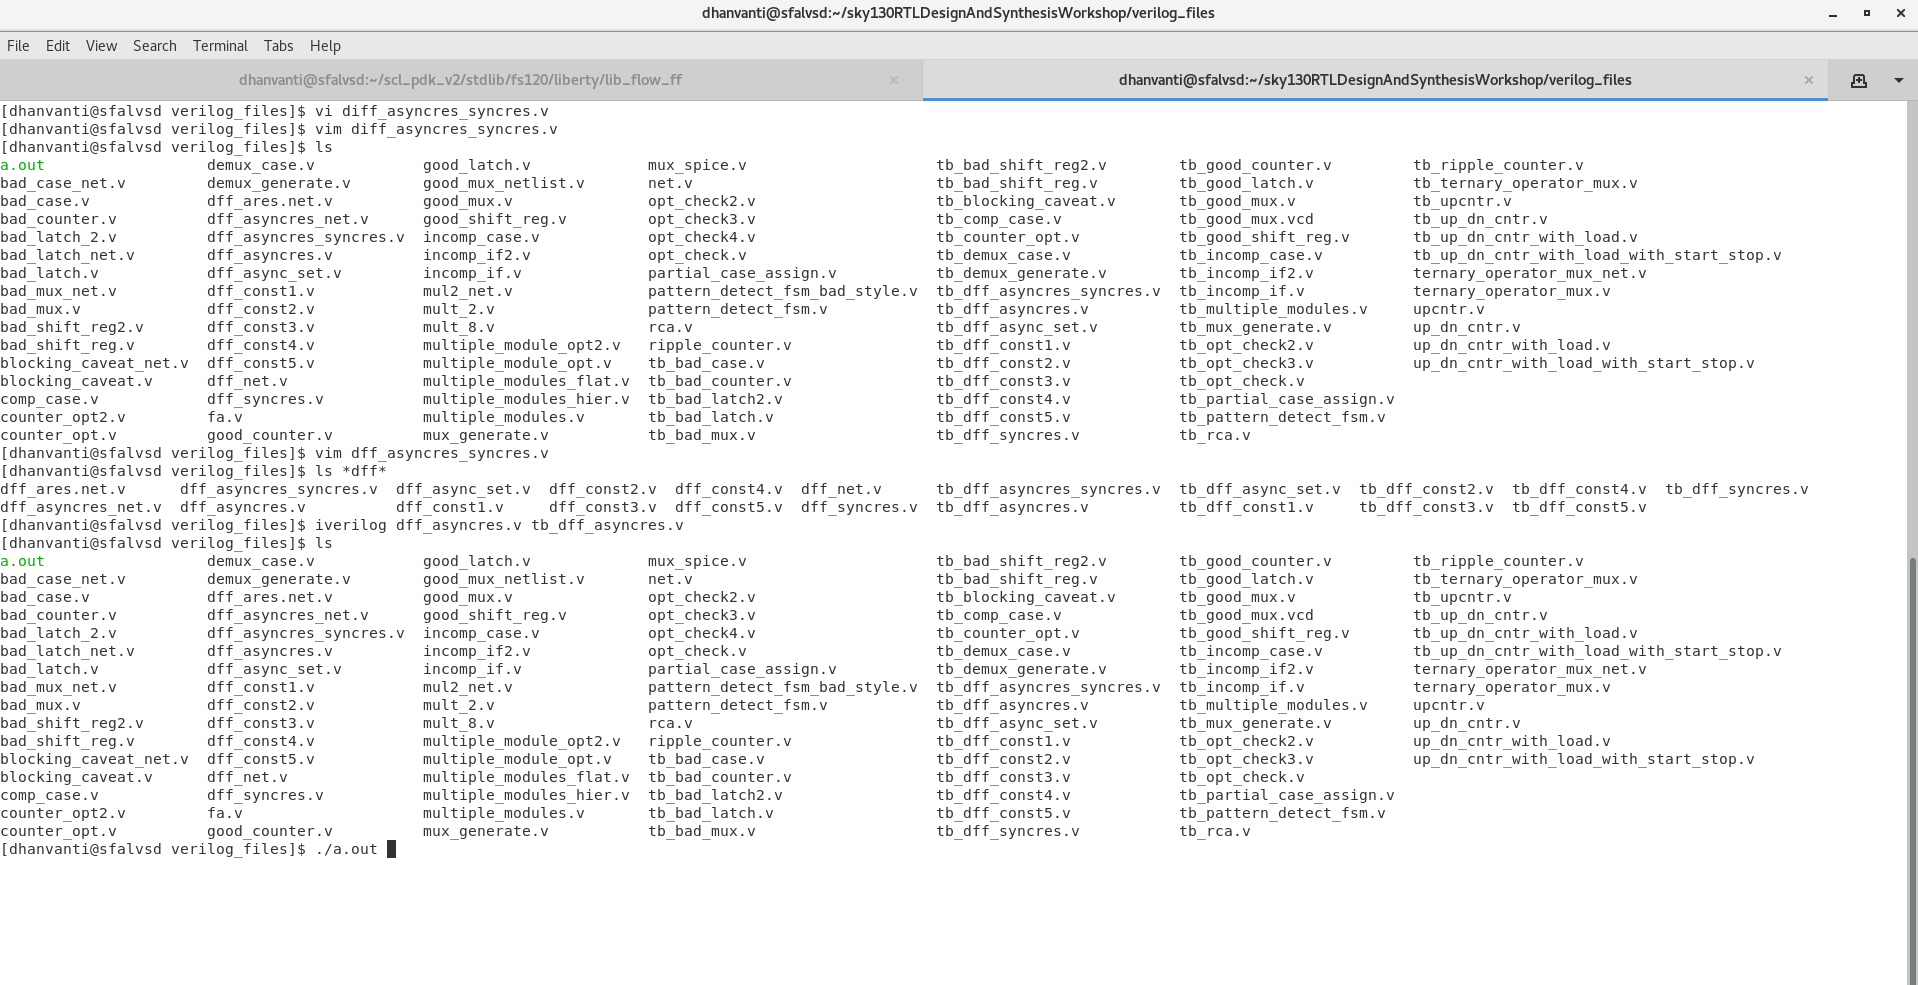 dhanvanti@sfalvsd:~/sky130RTLDesignAndSynthesisWorkshop/verilog_files
File Edit View Search Terminal Tabs Help
dhanvanti@sfalvsd:~/scl_pdk_v2/stdlib/fs120/liberty/lib_flow_ff dhanvanti@sfalvsd:~/sky130RTLDesignAndSynthesisWorkshop/verilog_files
[dhanvanti@sfalvsd verilog_files]$ vi diff_asyncres_syncres.v
[dhanvanti@sfalvsd verilog_files]$ vim diff_asyncres_syncres.v
[dhanvanti@sfalvsd verilog_files]$ ls
a.out demux_case.v good_latch.v mux_spice.v tb_bad_shift_reg2.v tb_good_counter.v tb_ripple_counter.v
bad_case_net.v demux_generate.v good_mux_netlist.v net.v tb_bad_shift_reg.v tb_good_latch.v tb_ternary_operator_mux.v
bad_case.v dff_ares.net.v good_mux.v opt_check2.v tb_blocking_caveat.v tb_good_mux.v tb_upcntr.v
bad_counter.v dff_asyncres_net.v good_shift_reg.v opt_check3.v tb_comp_case.v tb_good_mux.vcd tb_up_dn_cntr.v
bad_latch_2.v dff_asyncres_syncres.v incomp_case.v opt_check4.v tb_counter_opt.v tb_good_shift_reg.v tb_up_dn_cntr_with_load.v
bad_latch_net.v dff_asyncres.v incomp_if2.v opt_check.v tb_demux_case.v tb_incomp_case.v tb_up_dn_cntr_with_load_with_start_stop.v
bad_latch.v dff_async_set.v incomp_if.v partial_case_assign.v tb_demux_generate.v tb_incomp_if2.v ternary_operator_mux_net.v
bad_mux_net.v dff_const1.v mul2_net.v pattern_detect_fsm_bad_style.v tb_dff_asyncres_syncres.v tb_incomp_if.v ternary_operator_mux.v
bad_mux.v dff_const2.v mult_2.v pattern_detect_fsm.v tb_dff_asyncres.v tb_multiple_modules.v upcntr.v
bad_shift_reg2.v dff_const3.v mult_8.v rca.v tb_dff_async_set.v tb_mux_generate.v up_dn_cntr.v
bad_shift_reg.v dff_const4.v multiple_module_opt2.v ripple_counter.v tb_dff_const1.v tb_opt_check2.v up_dn_cntr_with_load.v
blocking_caveat_net.v dff_const5.v multiple_module_opt.v tb_bad_case.v tb_dff_const2.v tb_opt_check3.v up_dn_cntr_with_load_with_start_stop.v
blocking_caveat.v dff_net.v multiple_modules_flat.v tb_bad_counter.v tb_dff_const3.v tb_opt_check.v
comp_case.v dff_syncres.v multiple_modules_hier.v tb_bad_latch2.v tb_dff_const4.v tb_partial_case_assign.v
counter_opt2.v fa.v multiple_modules.v tb_bad_latch.v tb_dff_const5.v tb_pattern_detect_fsm.v
counter_opt.v good_counter.v mux_generate.v tb_bad_mux.v tb_dff_syncres.v tb_rca.v
[dhanvanti@sfalvsd verilog_files]$ vim dff_asyncres_syncres.v
[dhanvanti@sfalvsd verilog_files]$ ls *dff*
dff_ares.net.v dff_asyncres_syncres.v dff_async_set.v dff_const2.v dff_const4.v dff_net.v tb_dff_asyncres_syncres.v tb_dff_async_set.v tb_dff_const2.v tb_dff_const4.v tb_dff_syncres.v
dff_asyncres_net.v dff_asyncres.v dff_const1.v dff_const3.v dff_const5.v dff_syncres.v tb_dff_asyncres.v tb_dff_const1.v tb_dff_const3.v tb_dff_const5.v
[dhanvanti@sfalvsd verilog_files]$ iverilog dff_asyncres.v tb_dff_asyncres.v
[dhanvanti@sfalvsd verilog_files]$ ls
a.out demux_case.v good_latch.v mux_spice.v tb_bad_shift_reg2.v tb_good_counter.v tb_ripple_counter.v
bad_case_net.v demux_generate.v good_mux_netlist.v net.v tb_bad_shift_reg.v tb_good_latch.v tb_ternary_operator_mux.v
bad_case.v dff_ares.net.v good_mux.v opt_check2.v tb_blocking_caveat.v tb_good_mux.v tb_upcntr.v
bad_counter.v dff_asyncres_net.v good_shift_reg.v opt_check3.v tb_comp_case.v tb_good_mux.vcd tb_up_dn_cntr.v
bad_latch_2.v dff_asyncres_syncres.v incomp_case.v opt_check4.v tb_counter_opt.v tb_good_shift_reg.v tb_up_dn_cntr_with_load.v
bad_latch_net.v dff_asyncres.v incomp_if2.v opt_check.v tb_demux_case.v tb_incomp_case.v tb_up_dn_cntr_with_load_with_start_stop.v
bad_latch.v dff_async_set.v incomp_if.v partial_case_assign.v tb_demux_generate.v tb_incomp_if2.v ternary_operator_mux_net.v
bad_mux_net.v dff_const1.v mul2_net.v pattern_detect_fsm_bad_style.v tb_dff_asyncres_syncres.v tb_incomp_if.v ternary_operator_mux.v
bad_mux.v dff_const2.v mult_2.v pattern_detect_fsm.v tb_dff_asyncres.v tb_multiple_modules.v upcntr.v
bad_shift_reg2.v dff_const3.v mult_8.v rca.v tb_dff_async_set.v tb_mux_generate.v up_dn_cntr.v
bad_shift_reg.v dff_const4.v multiple_module_opt2.v ripple_counter.v tb_dff_const1.v tb_opt_check2.v up_dn_cntr_with_load.v
blocking_caveat_net.v dff_const5.v multiple_module_opt.v tb_bad_case.v tb_dff_const2.v tb_opt_check3.v up_dn_cntr_with_load_with_start_stop.v
blocking_caveat.v dff_net.v multiple_modules_flat.v tb_bad_counter.v tb_dff_const3.v tb_opt_check.v
comp_case.v dff_syncres.v multiple_modules_hier.v tb_bad_latch2.v tb_dff_const4.v tb_partial_case_assign.v
counter_opt2.v fa.v multiple_modules.v tb_bad_latch.v tb_dff_const5.v tb_pattern_detect_fsm.v
counter_opt.v good_counter.v mux_generate.v tb_bad_mux.v tb_dff_syncres.v tb_rca.v
[dhanvanti@sfalvsd verilog_files]$ ./a.out